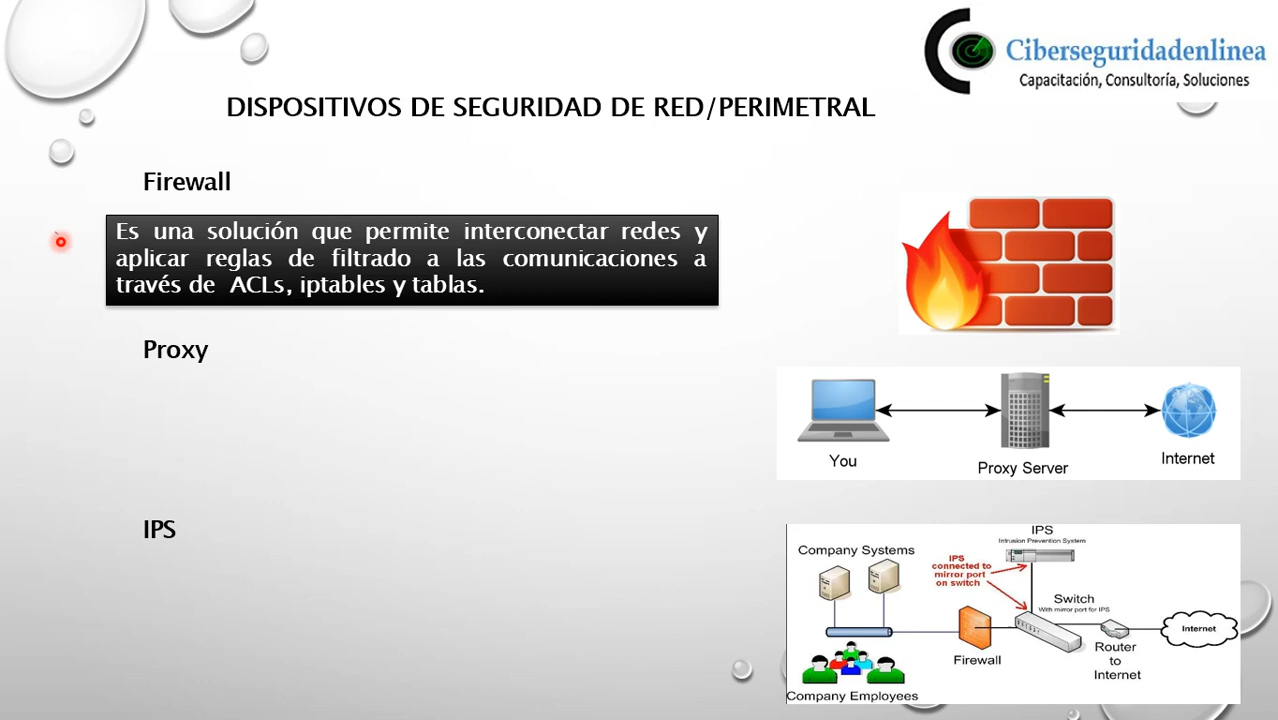 Ciberseguridadenlinea
Capacitación, Consultoría, Soluciones
DISPOSITIVOS DE SEGURIDAD DE RED/PERIMETRAL
Firewall
Es una solución que permite interconectar redes y
aplicar reglas de filtrado a las comunicaciones a
través de ACLs, iptables y tablas.
Proxy
You
Proxy Server
Internet
IPS
IPS
Intrusion Prevention System
Company Systems
IPS
connected to
mirror port
on switch
Switch
With mirror port for IPS
Internet
Firewall
Router
to
Internet
Company Employees